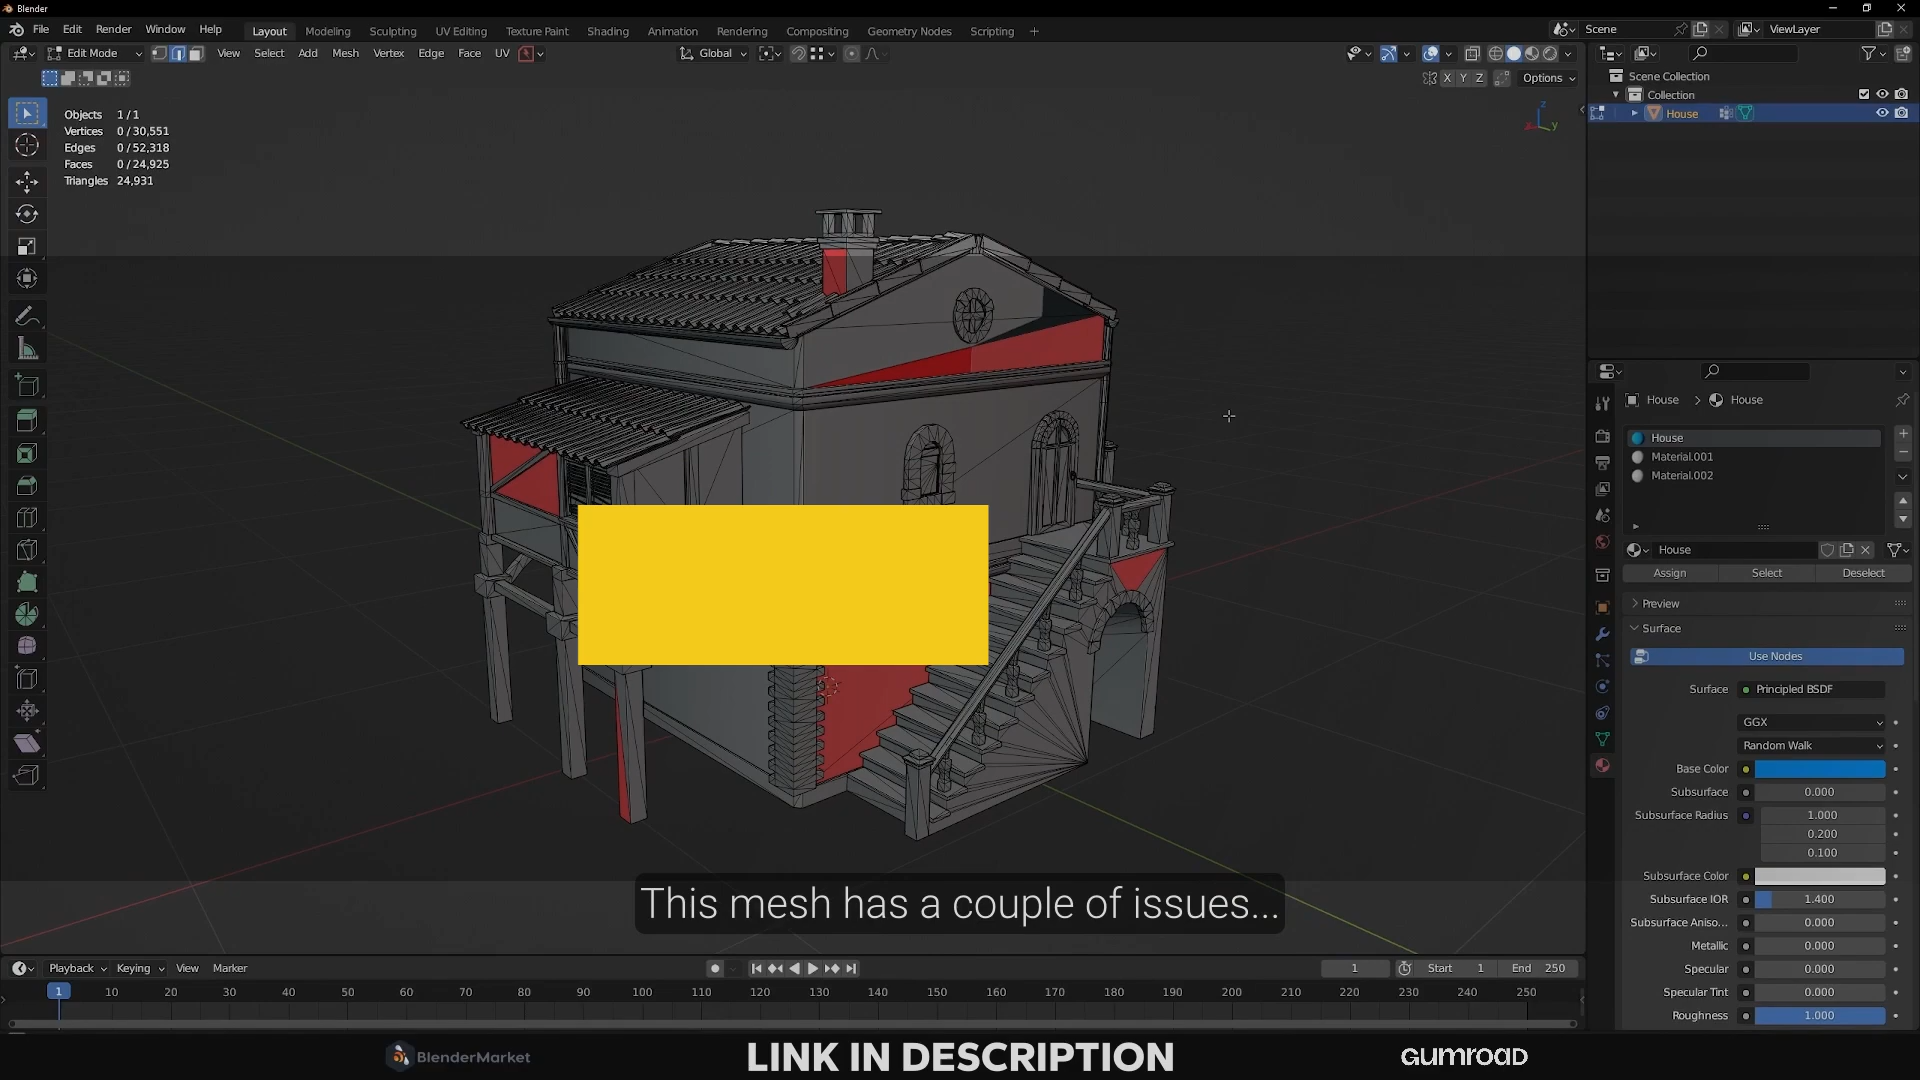 Blender
File Edit Render Window Help
Layout Modeling Sculpting UV Editing Texture Paint Shading Animation Rendering Compositing Geometry Nodes Scripting +
Scene
ViewLayer
Edit Mode
View Select Add Mesh Vertex Edge Face UV
Global
X Y Z
Options
Objects 1 / 1
Vertices 0 / 30,551
Edges 0 / 52,318
Faces 0 / 24,925
Triangles 24,931
Z
X
Y
Scene Collection
Collection
House
House > House
House
Material.001
Material.002
House
Assign Select Deselect
Preview
Surface
Use Nodes
Surface Principled BSDF
GGX
Random Walk
Base Color
Subsurface 0.000
Subsurface Radius 1.000
0.200
0.100
Subsurface Color
Subsurface IOR 1.400
Subsurface Aniso... 0.000
Metallic 0.000
Specular 0.000
Specular Tint 0.000
Roughness 1.000
This mesh has a couple of issues...
Playback Keying View Marker
1
Start 1
End 250
1 10 20 30 40 50 60 70 80 90 100 110 120 130 140 150 160 170 180 190 200 210 220 230 240 250
BlenderMarket
LINK IN DESCRIPTION
GUMROAD